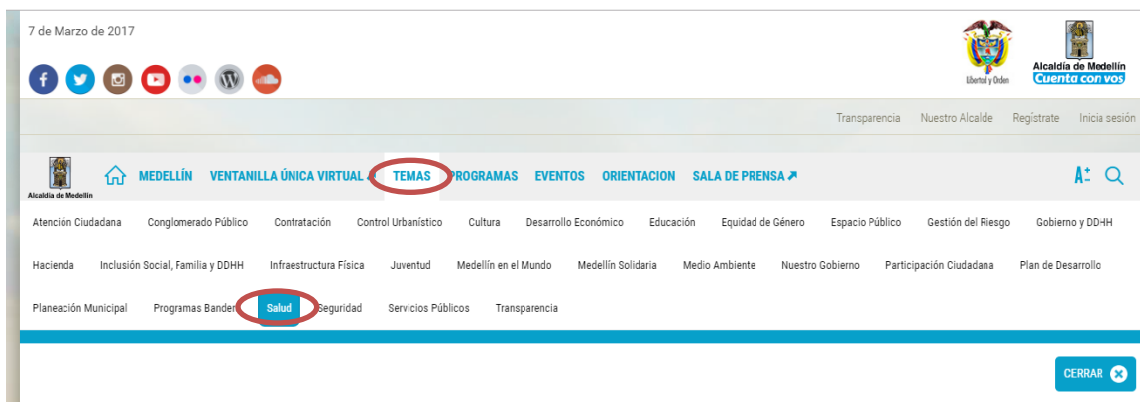 7 de Marzo de 2017
Libertad y Orden
Alcaldía de Medellín
Cuenta con vos
Transparencia Nuestro Alcalde Regístrate Inicia sesión
Alcaldía de Medellín
MEDELLÍN VENTANILLA ÚNICA VIRTUAL TEMAS PROGRAMAS EVENTOS ORIENTACION SALA DE PRENSA
Atención Ciudadana Conglomerado Público Contratación Control Urbanístico Cultura Desarrollo Económico Educación Equidad de Género Espacio Público Gestión del Riesgo Gobierno y DDHH
Hacienda Inclusión Social, Familia y DDHH Infraestructura Física Juventud Medellín en el Mundo Medellín Solidaria Medio Ambiente Nuestro Gobierno Participación Ciudadana Plan de Desarrollo
Planeación Municipal Programas Bandera Salud Seguridad Servicios Públicos Transparencia
CERRAR